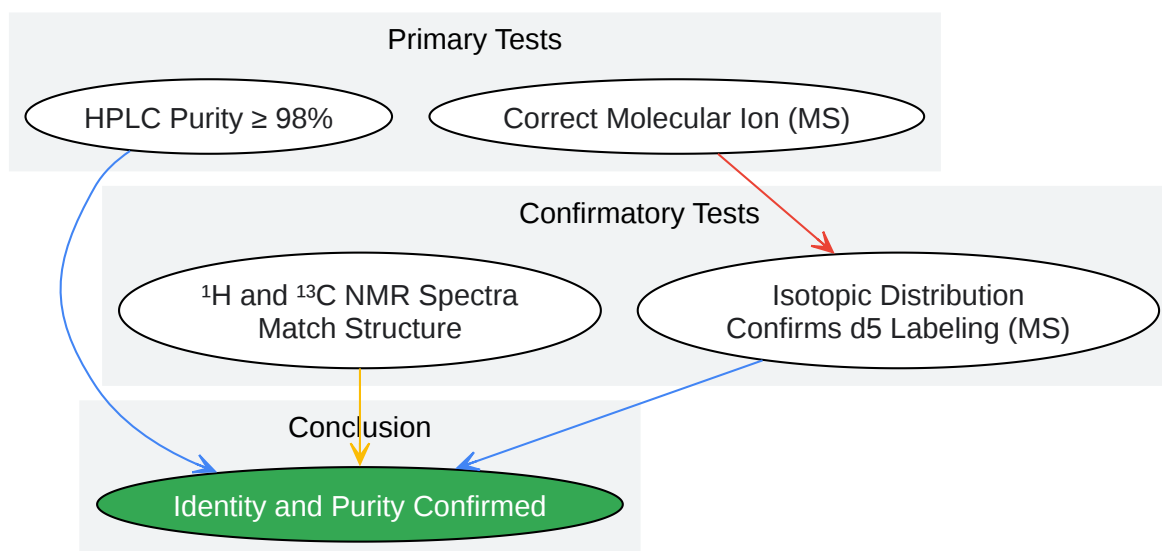 Primary Tests
HPLC Purity ≥ 98%
Correct Molecular Ion (MS)
Confirmatory Tests
¹H and ¹³C NMR Spectra
Match Structure
Isotopic Distribution
Confirms d5 Labeling (MS)
Conclusion
Identity and Purity Confirmed